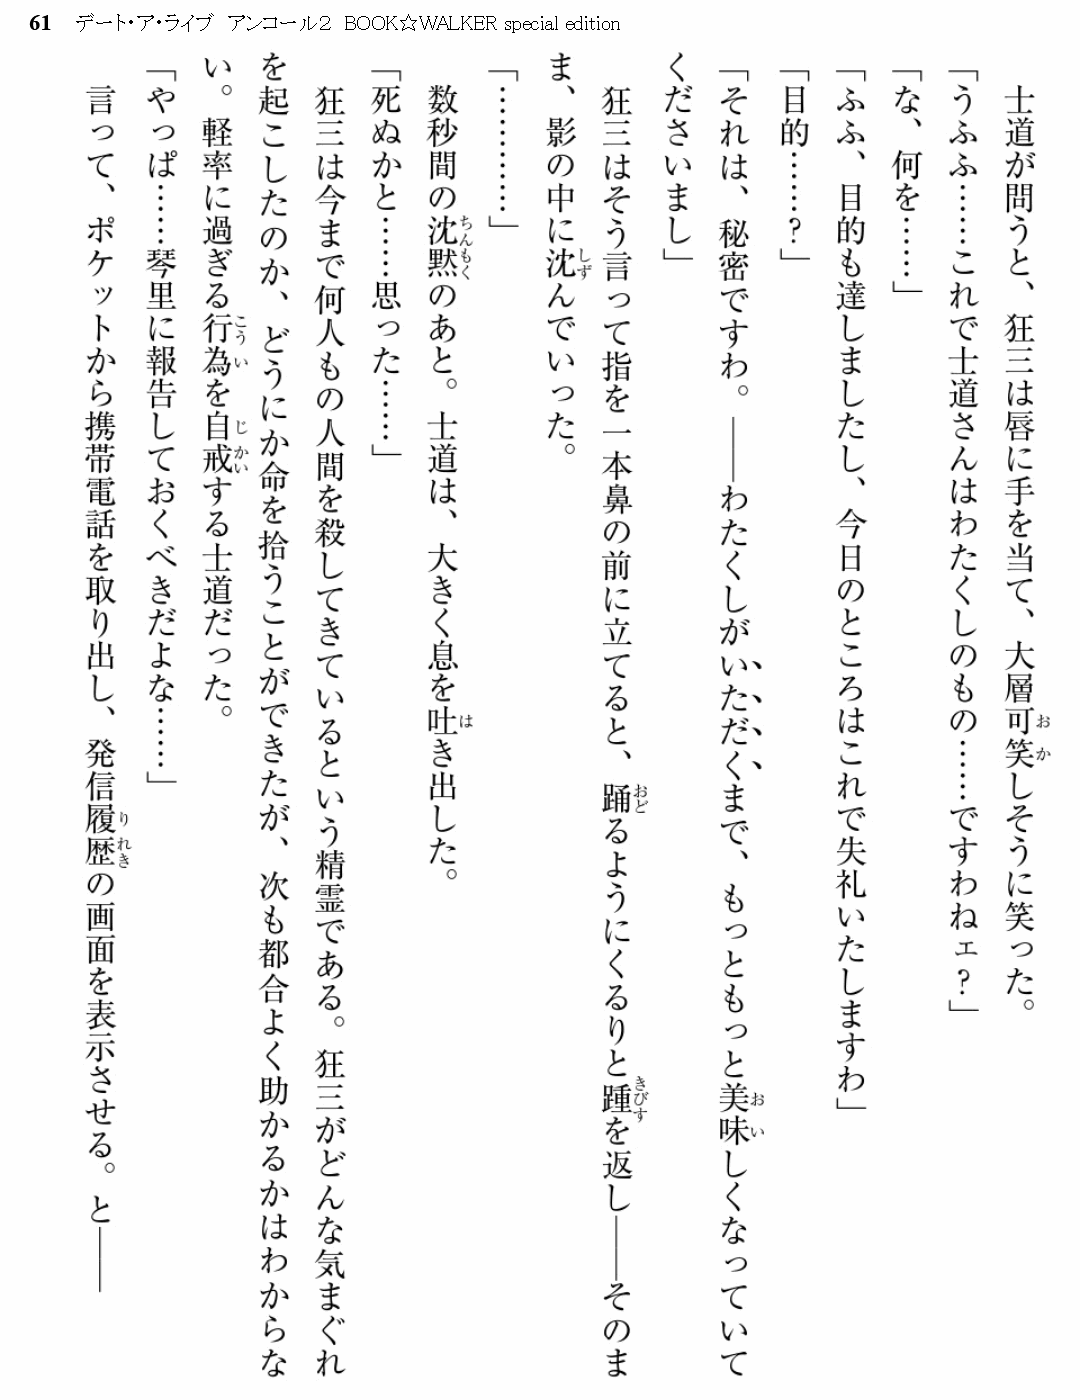 61 デート・ア・ライブ アンコール2 BOOK☆WALKER special edition
士道が問うと、狂三は唇に手を当て、大層可笑しそうに笑った。
「うふふ……これで士道さんはわたくしのもの……ですわねェ?」
「な、何を……」
「ふふ、目的も達しましたし、今日のところはこれで失礼いたしますわ」
「目的……?」
「それは、秘密ですわ。――わたくしがいただくまで、もっともっと美味しくなっていて
くださいまし」
狂三はそう言って指を一本鼻の前に立てると、踊るようにくるりと踵を返し――そのま
ま、影の中に沈んでいった。
「…………」
数秒間の沈黙のあと。士道は、大きく息を吐き出した。
「死ぬかと……思った……」
狂三は今まで何人もの人間を殺してきているという精霊である。狂三がどんな気まぐれ
を起こしたのか、どうにか命を拾うことができたが、次も都合よく助かるかはわからな
い。軽率に過ぎる行為を自戒する士道だった。
「やっぱ……琴里に報告しておくべきだよな……」
言って、ポケットから携帯電話を取り出し、発信履歴の画面を表示させる。と――